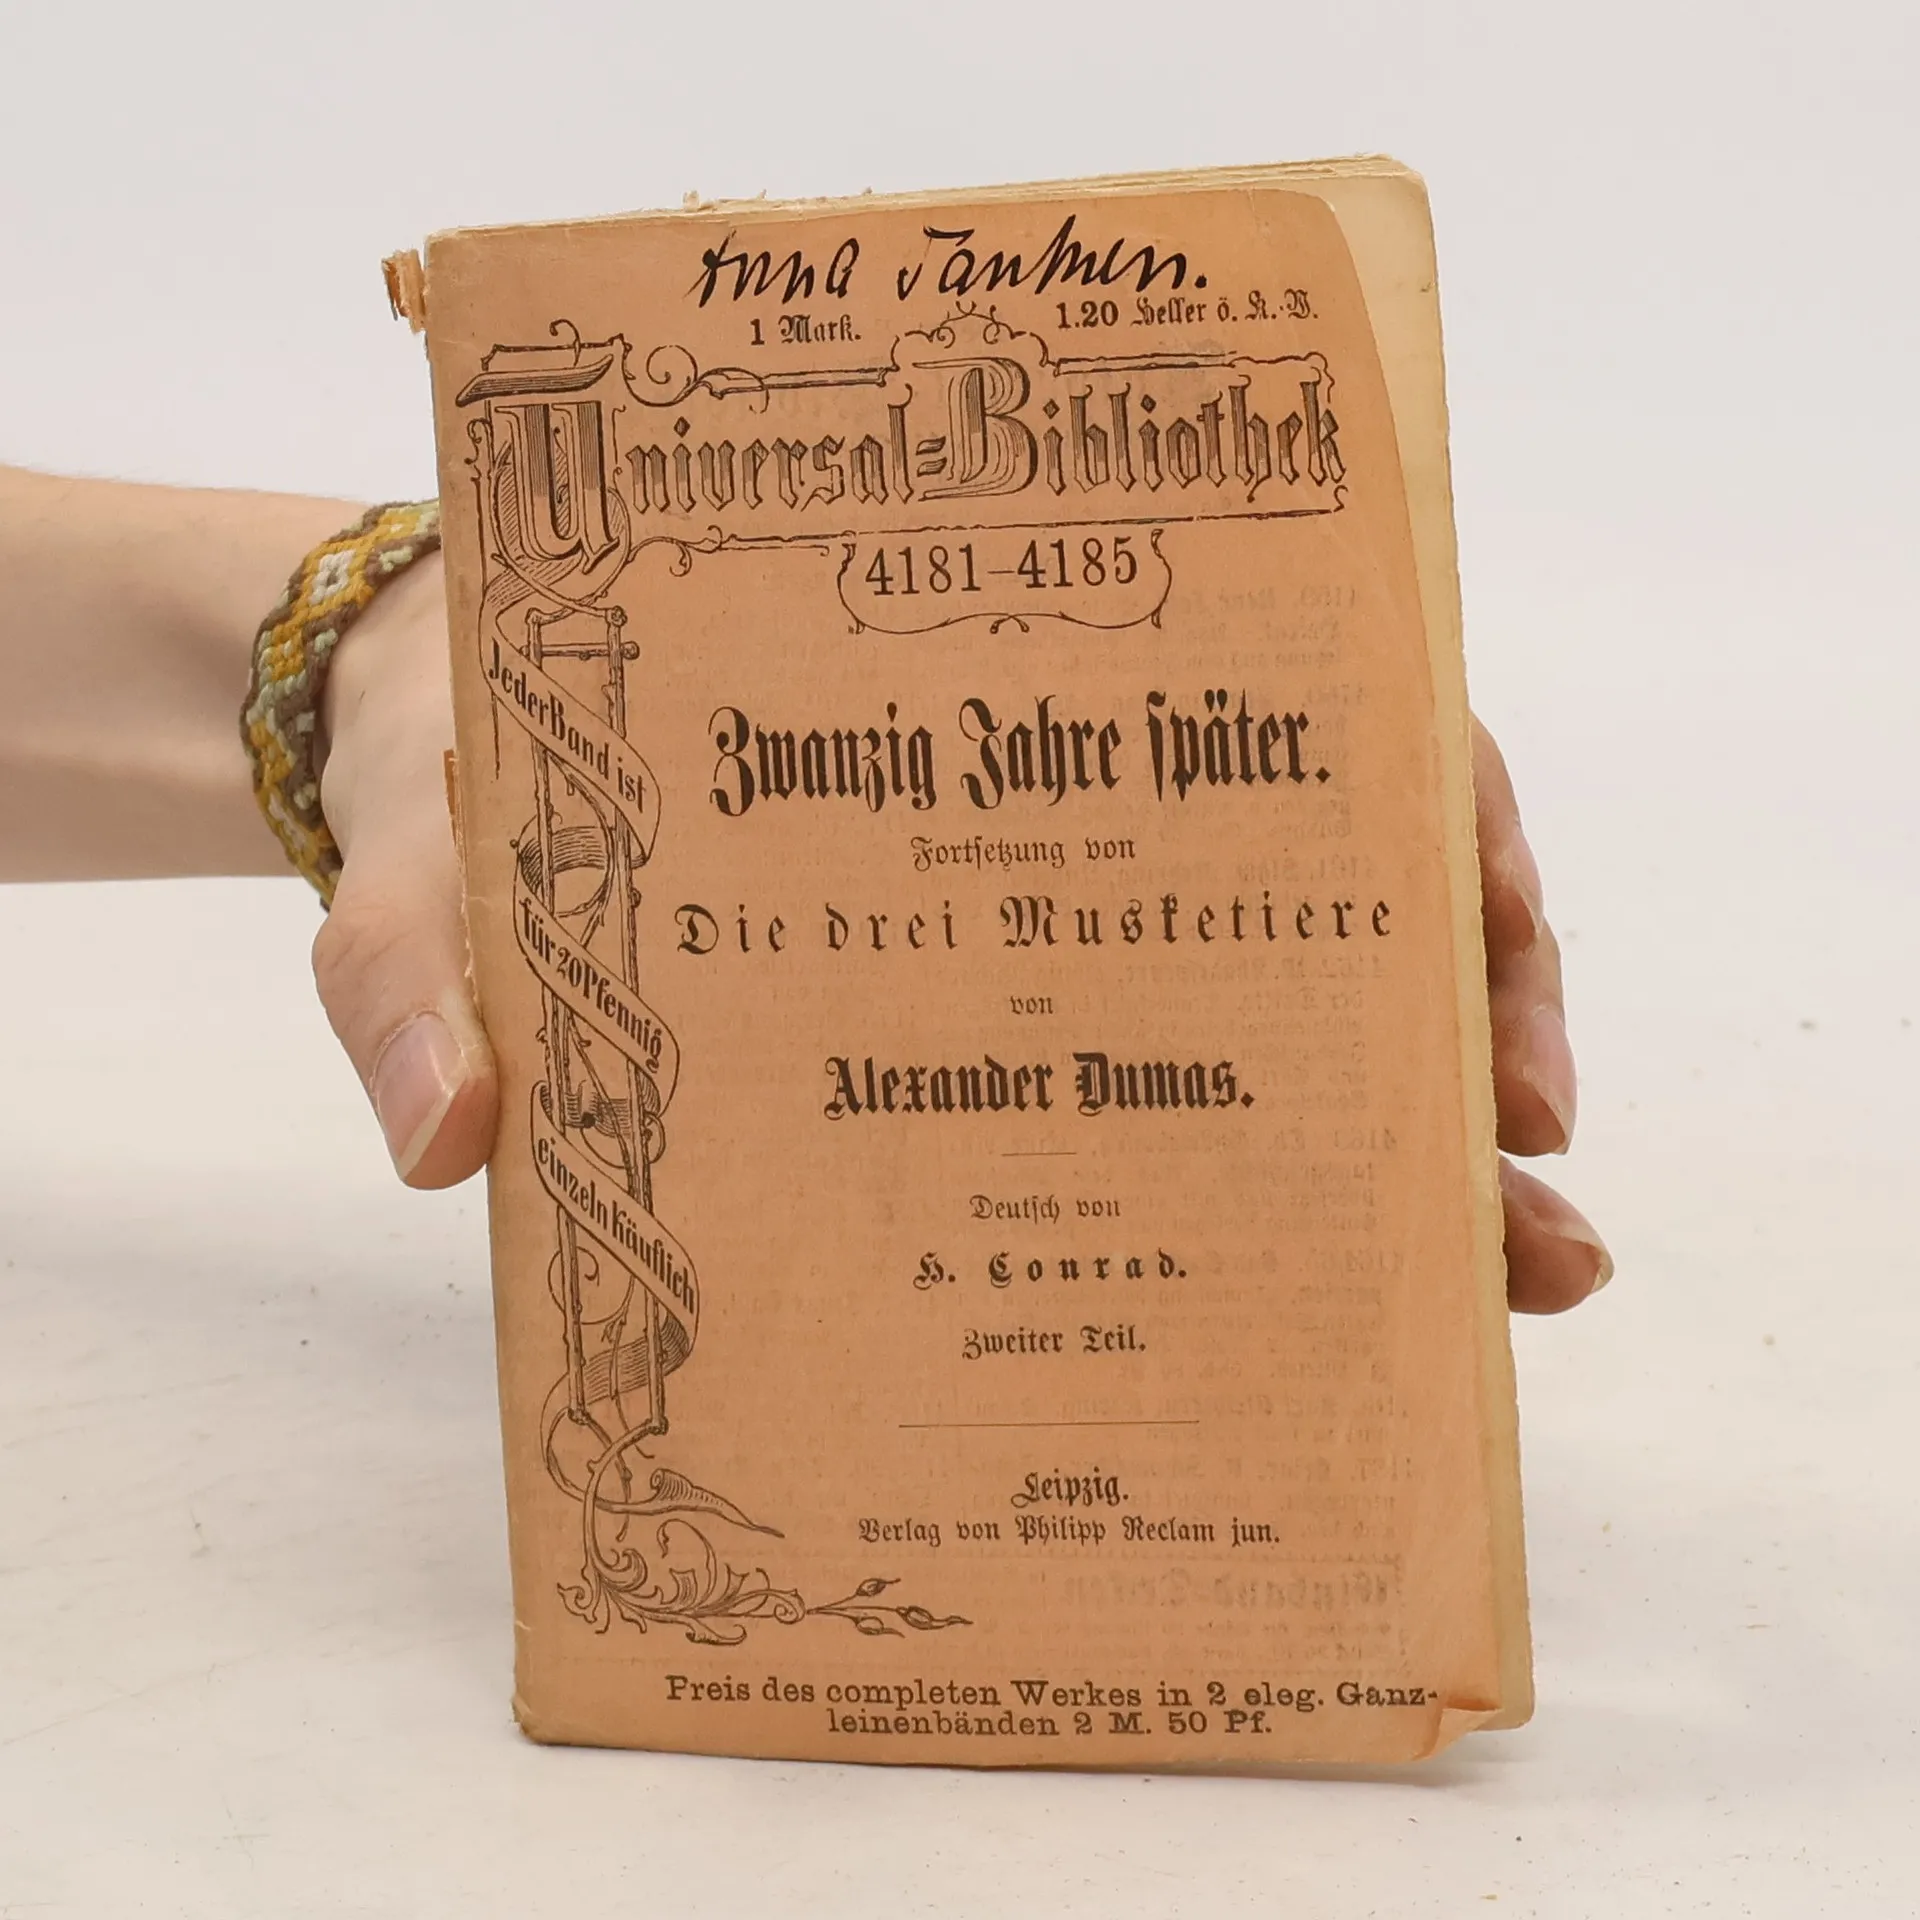 Anna
1 Mark. 1.20 Heller ö. K.-W.
Universal=Bibliothek
4181–4185
Jeder Band ist
für 20 Pfennig
einzeln käuflich
Zwanzig Jahre ſpäter.
Fortſetzung von
Die drei Musketiere
von
Alexander Dumas.
Deutſch von
H. Conrad.
Zweiter Teil.
Leipzig.
Verlag von Philipp Reclam jun.
Preis des completen Werkes in 2 eleg. Ganz-
leinenbänden 2 M. 50 Pf.